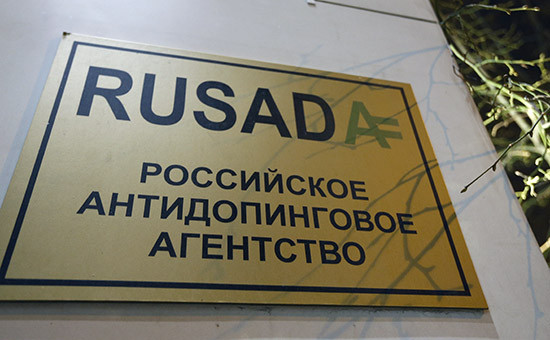 RUSADA
РОССИЙСКОЕ
АНТИДОПИНГОВОЕ
АГЕНТСТВО